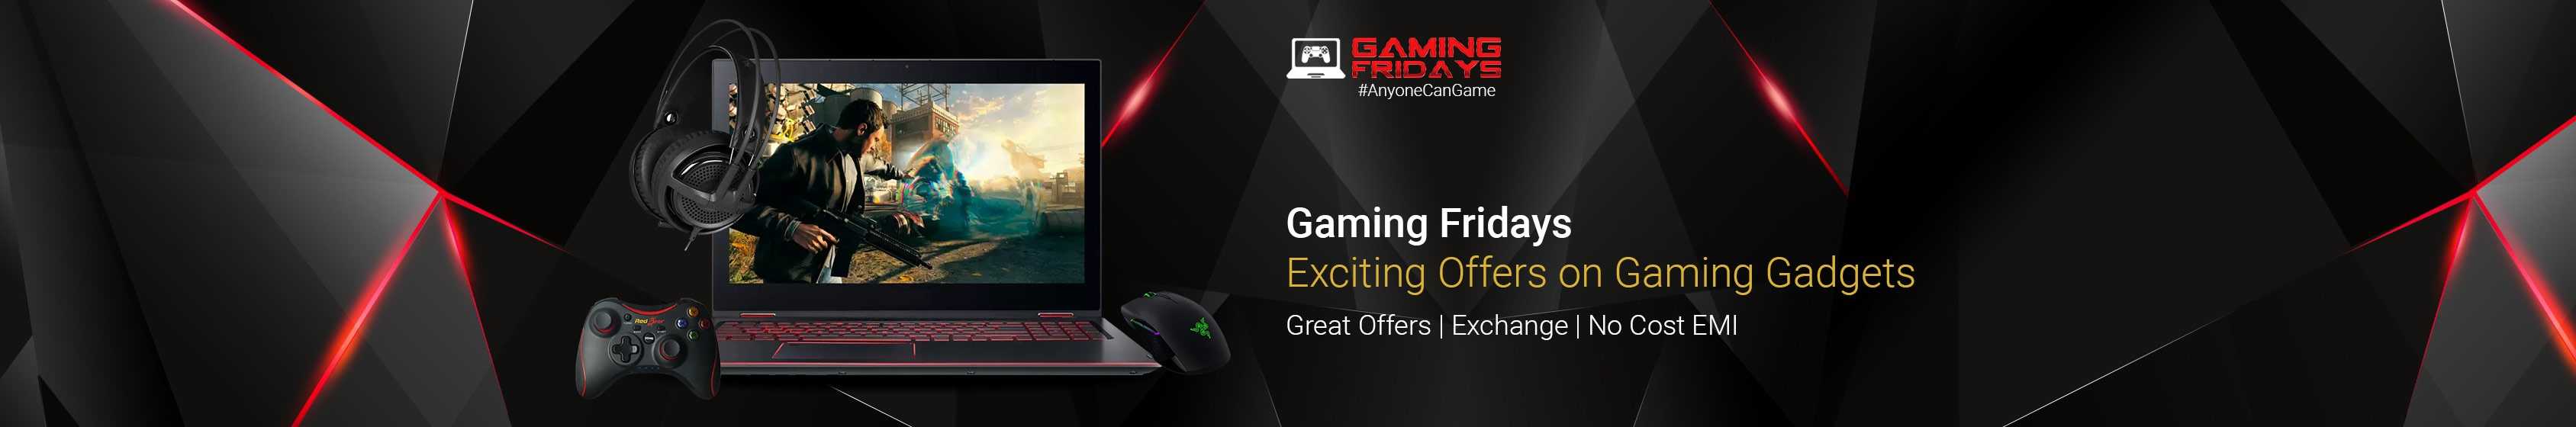 GAMING
FRIDAYS
#AnyoneCanGame
Gaming Fridays
Exciting Offers on Gaming Gadgets
Great Offers | Exchange | No Cost EMI